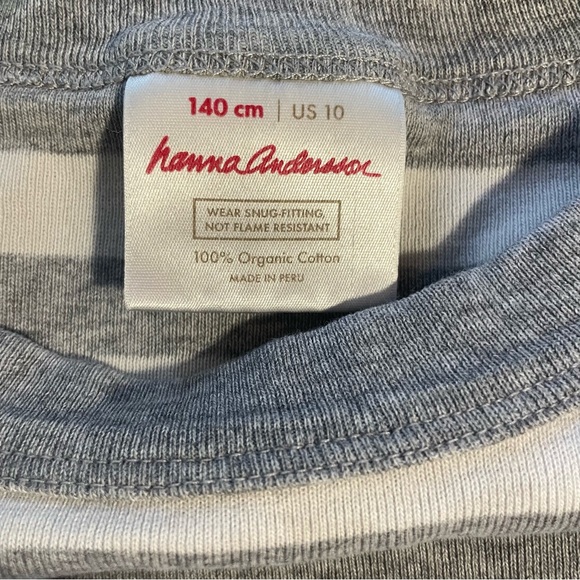 140 cm | US 10
hanna Andersson
WEAR SNUG-FITTING,
NOT FLAME RESISTANT
100% Organic Cotton
MADE IN PERU